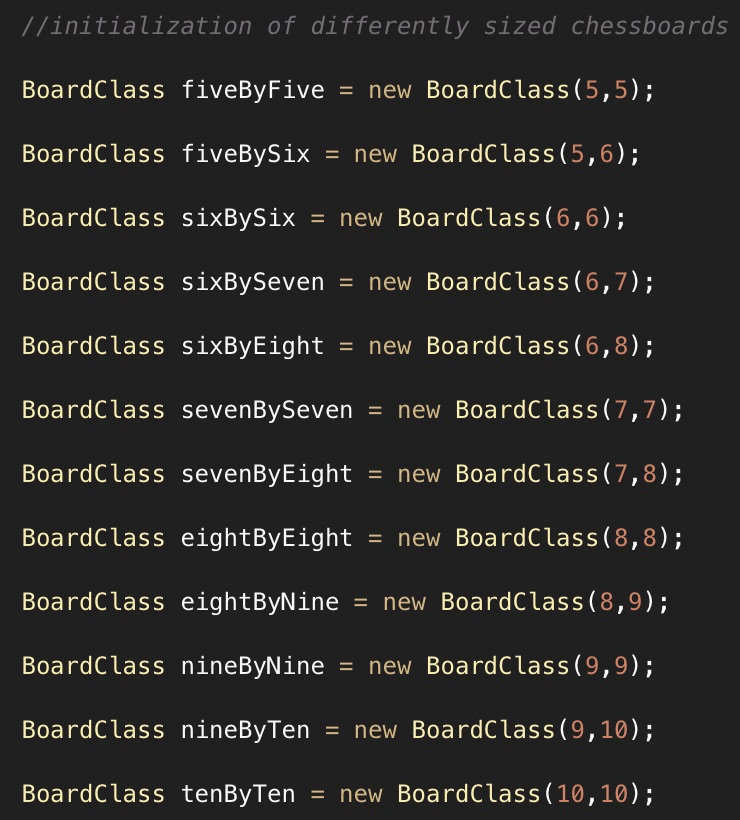 //initialization of differently sized chessboards
BoardClass fiveByFive = new BoardClass(5,5);
BoardClass fiveBySix = new BoardClass(5,6);
BoardClass sixBySix = new BoardClass(6,6);
BoardClass sixBySeven = new BoardClass(6,7);
BoardClass sixByEight = new BoardClass(6,8);
BoardClass sevenBySeven = new BoardClass(7,7);
BoardClass sevenByEight = new BoardClass(7,8);
BoardClass eightByEight = new BoardClass(8,8);
BoardClass eightByNine = new BoardClass(8,9);
BoardClass nineByNine = new BoardClass(9,9);
BoardClass nineByTen = new BoardClass(9,10);
BoardClass tenByTen = new BoardClass(10,10);